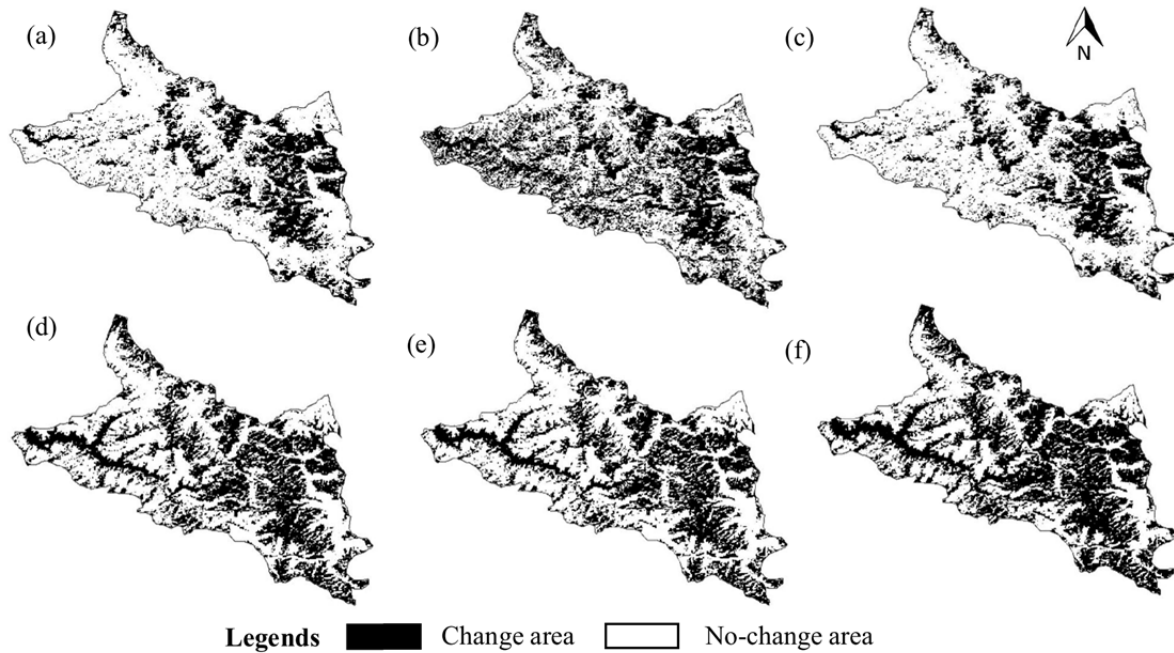 (a)
(b)
(c)
N
(d)
(e)
(f)
Legends Change area No-change area